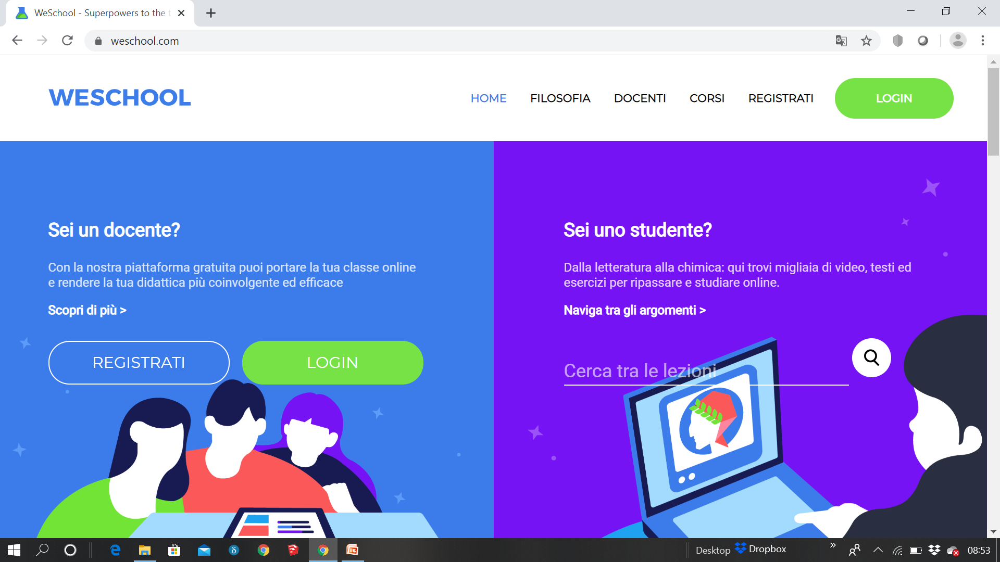 WeSchool - Superpowers to the t
weschool.com
WESCHOOL
HOME FILOSOFIA DOCENTI CORSI REGISTRATI LOGIN
Sei un docente?
Con la nostra piattaforma gratuita puoi portare la tua classe online
e rendere la tua didattica più coinvolgente ed efficace
Scopri di più >
REGISTRATI LOGIN
Sei uno studente?
Dalla letteratura alla chimica: qui trovi migliaia di video, testi ed
esercizi per ripassare e studiare online.
Naviga tra gli argomenti >
Cerca tra le lezioni
Desktop Dropbox 08:53